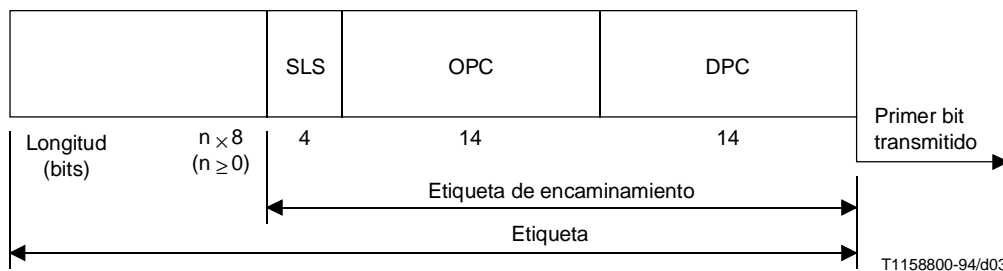 SLS OPC DPC
Longitud (bits)
n × 8 (n ≥ 0)
4 14 14
Primer bit transmitido
Etiqueta de encaminamiento
Etiqueta
T1158800-94/d03